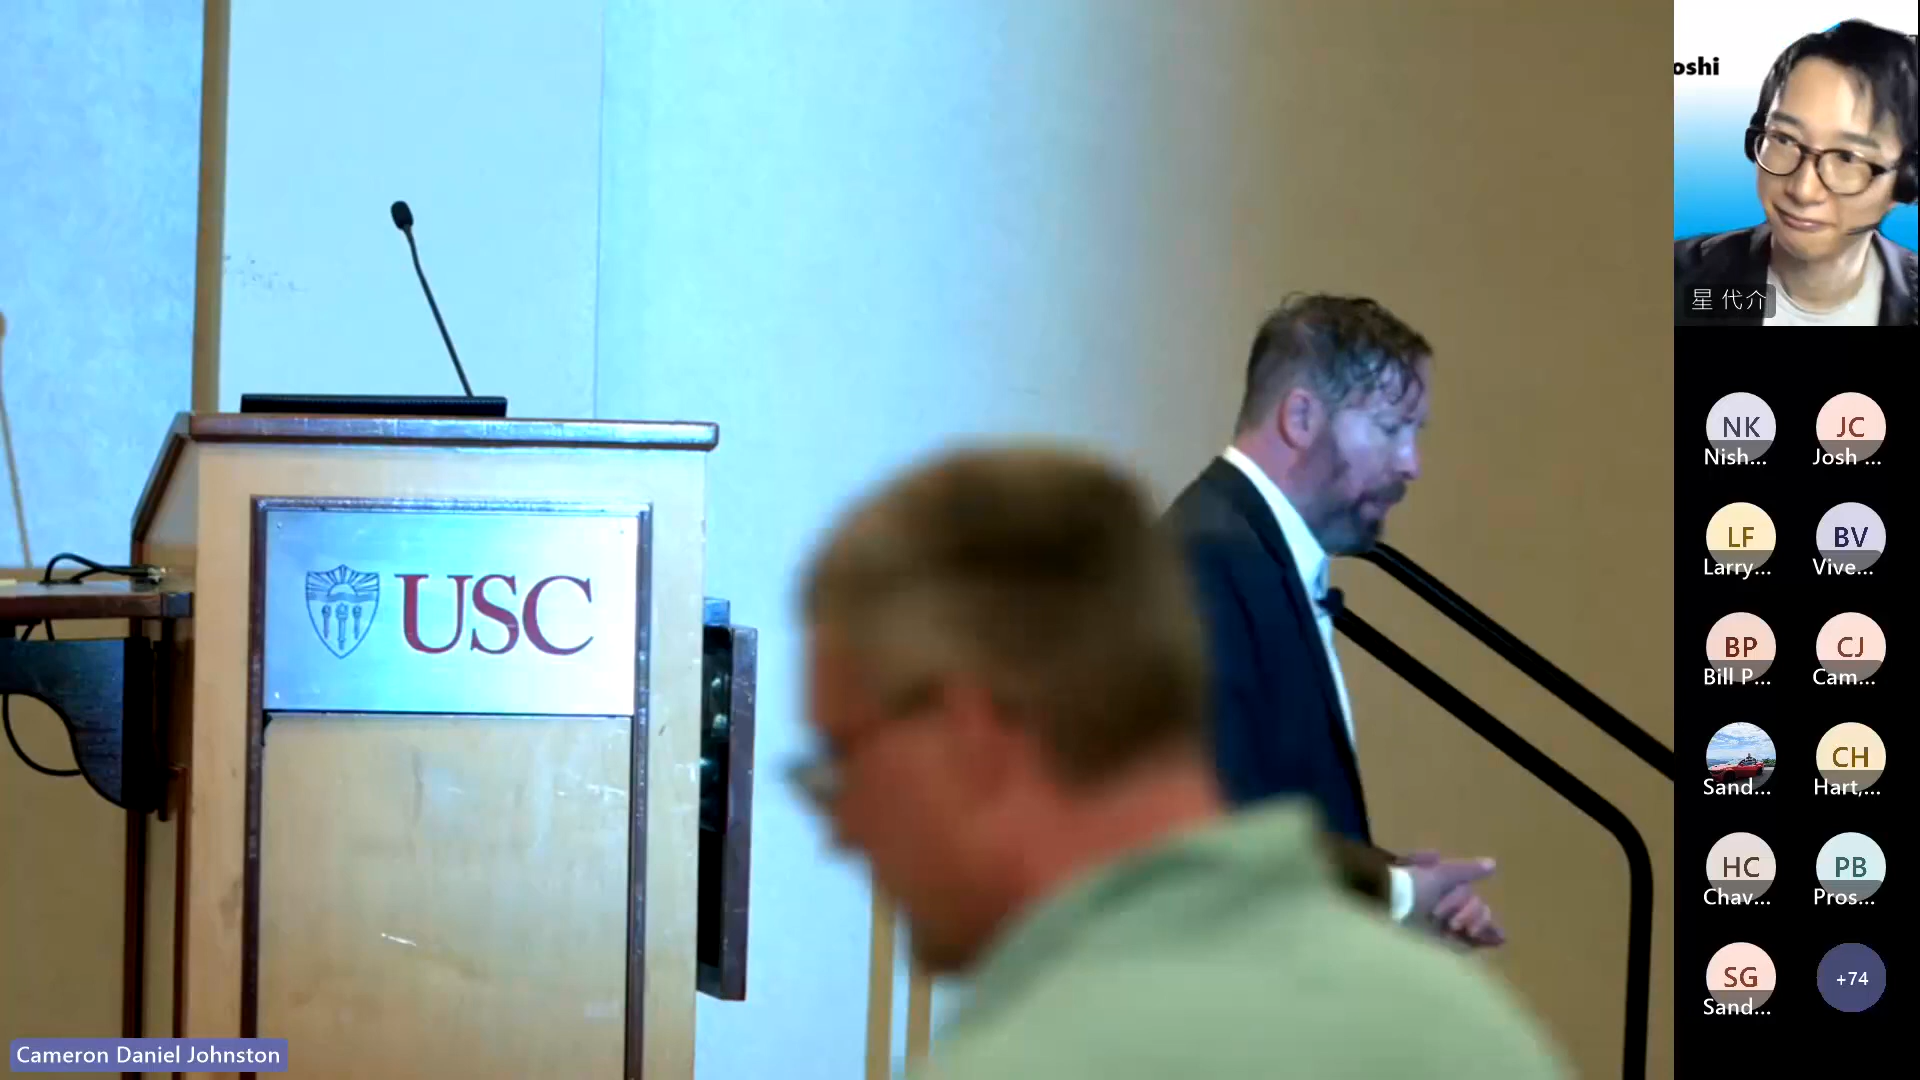 oshi
星 代介
USC
NK
Nish...
JC
Josh ...
LF
Larry...
BV
Vive...
BP
Bill P...
CJ
Cam...
Sand...
CH
Hart,...
HC
Chav...
PB
Pros...
SG
Sand...
+74
Cameron Daniel Johnston